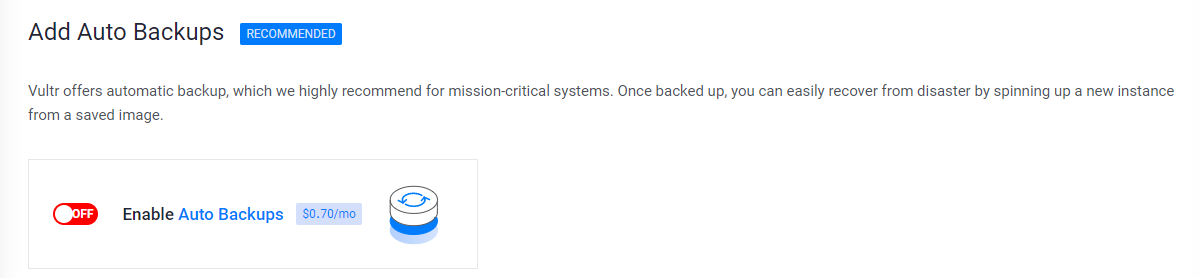 Add Auto Backups RECOMMENDED
Vultr offers automatic backup, which we highly recommend for mission-critical systems. Once backed up, you can easily recover from disaster by spinning up a new instance
from a saved image.
OFF Enable Auto Backups $0.70/mo